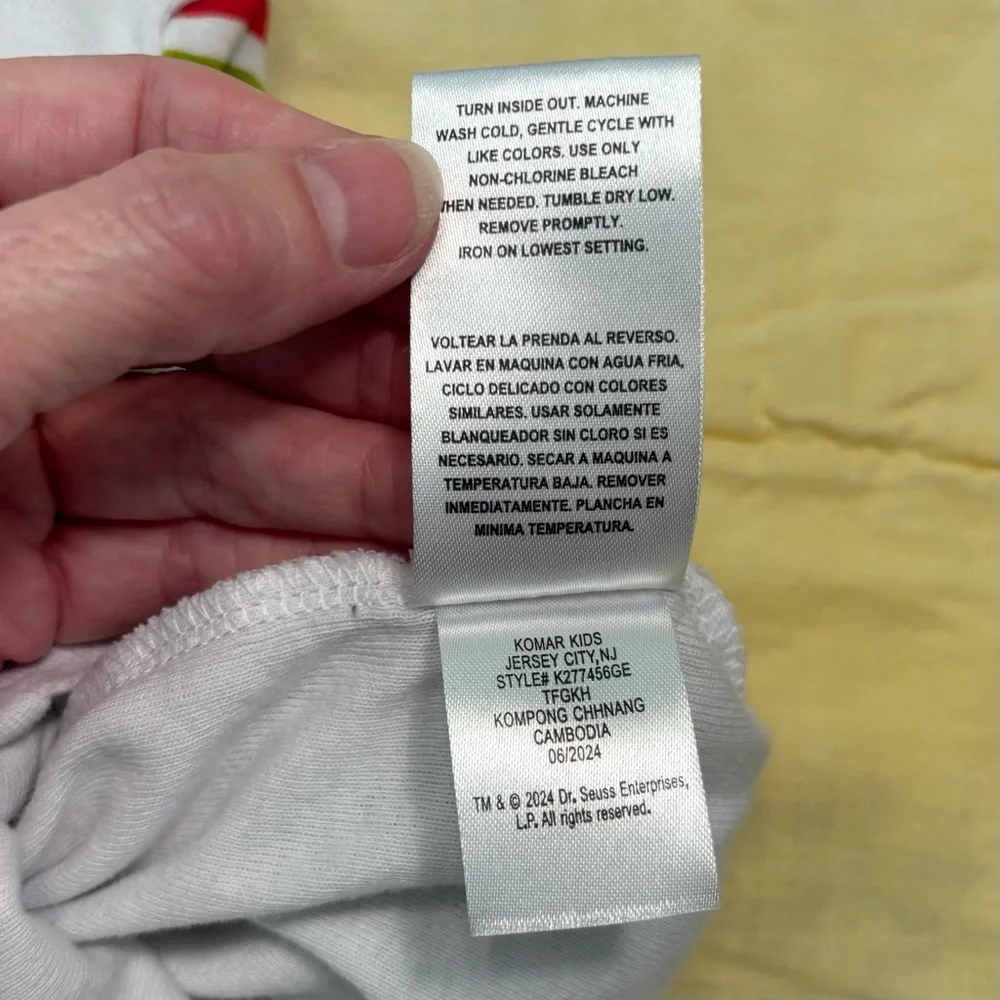 TURN INSIDE OUT. MACHINE
WASH COLD, GENTLE CYCLE WITH
LIKE COLORS. USE ONLY
NON-CHLORINE BLEACH
WHEN NEEDED. TUMBLE DRY LOW.
REMOVE PROMPTLY.
IRON ON LOWEST SETTING.
VOLTEAR LA PRENDA AL REVERSO.
LAVAR EN MAQUINA CON AGUA FRIA,
CICLO DELICADO CON COLORES
SIMILARES. USAR SOLAMENTE
BLANQUEADOR SIN CLORO SI ES
NECESARIO. SECAR A MAQUINA A
TEMPERATURA BAJA. REMOVER
INMEDIATAMENTE. PLANCHA EN
MINIMA TEMPERATURA.
KOMAR KIDS
JERSEY CITY,NJ
STYLE# K277456GE
TFGKH
KOMPONG CHHNANG
CAMBODIA
06/2024
TM & © 2024 Dr. Seuss Enterprises,
L.P. All rights reserved.